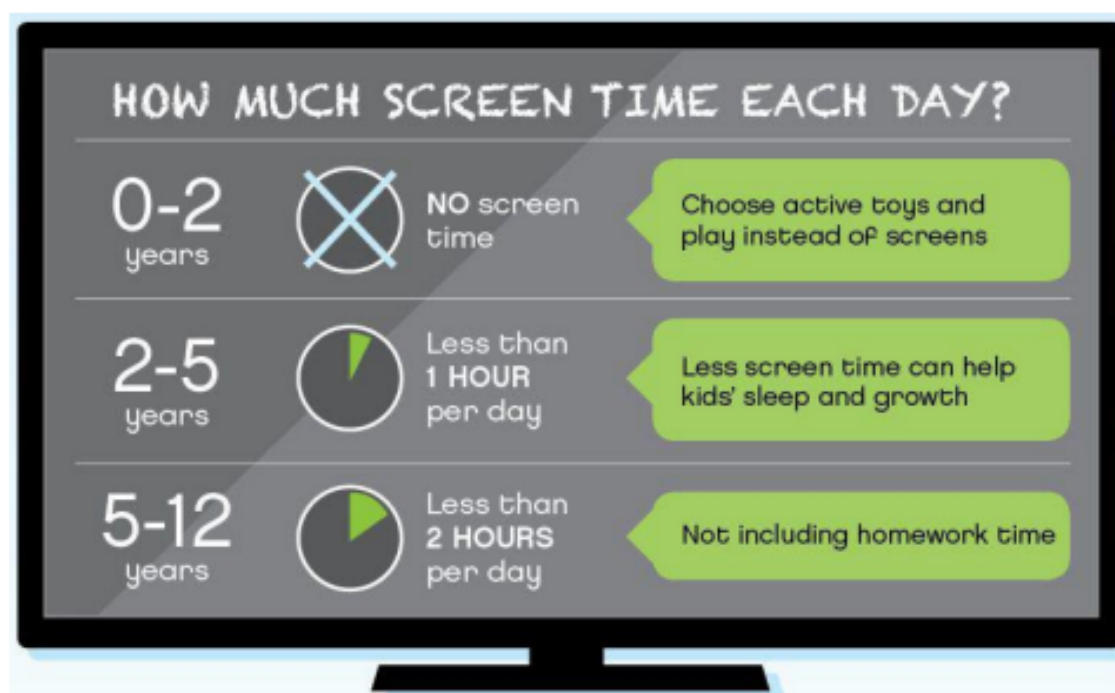 HOW MUCH SCREEN TIME EACH DAY?
0-2
years
NO screen
time
Choose active toys and
play instead of screens
2-5
years
Less than
1 HOUR
per day
Less screen time can help
kids' sleep and growth
5-12
years
Less than
2 HOURS
per day
Not including homework time